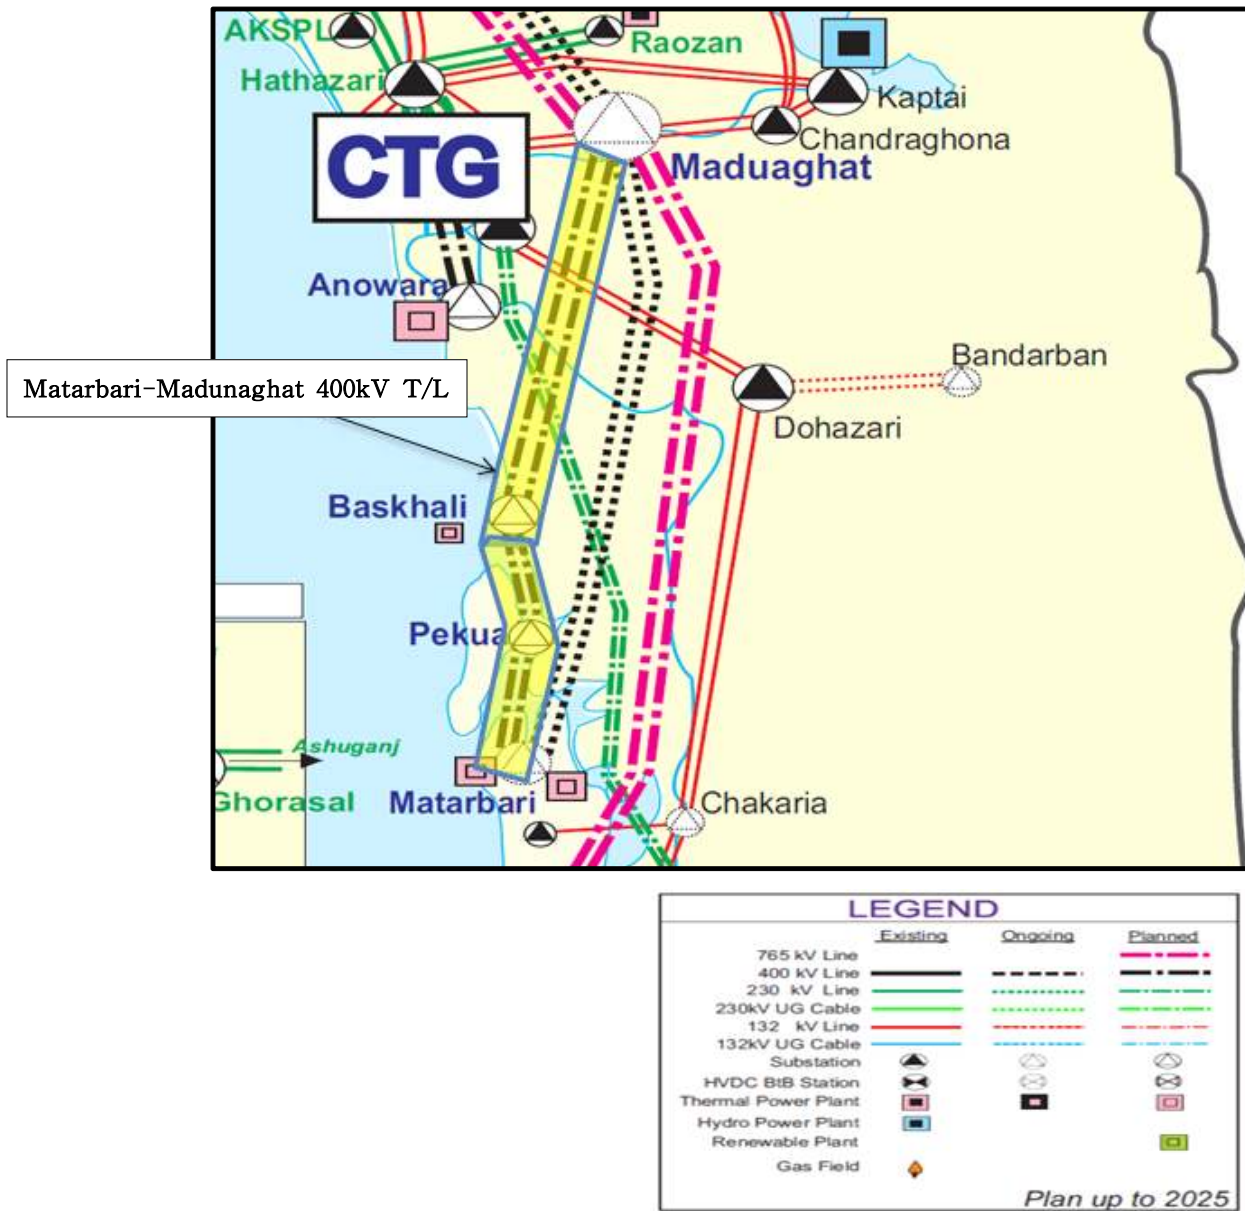 AKSPL
Raozan
Hathazari
Kaptai
CTG
Chandraghona
Maduaghat
Anowara
Bandarban
Matarbari-Madunaghat 400kV T/L
Dohazari
Baskhali
Pekua
Ashuganj
Ghorasal
Matarbari
Chakaria
LEGEND
Existing Ongoing Planned
765 kV Line
400 kV Line
230 kV Line
230kV UG Cable
132 kV Line
132kV UG Cable
Substation
HVDC BtB Station
Thermal Power Plant
Hydro Power Plant
Renewable Plant
Gas Field
Plan up to 2025